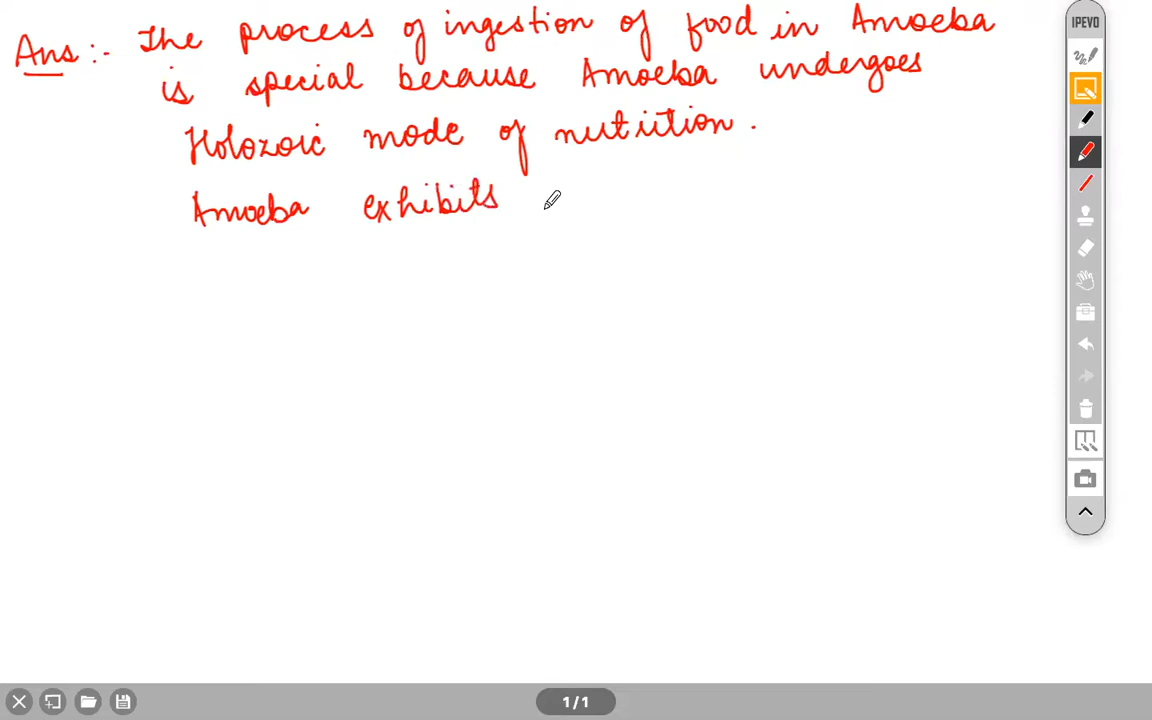 Ans :- The process of ingestion of food in Amoeba
is special because Amoeba undergoes
Holozoic mode of nutrition.
Amoeba exhibits
IPEVO
1/1